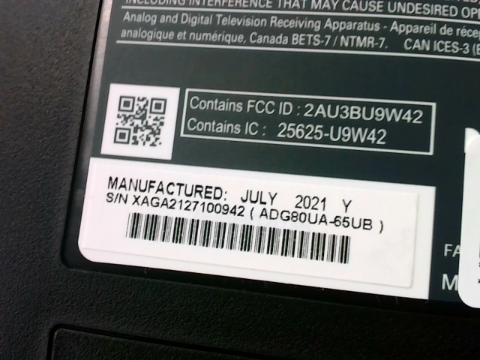 INCLUDING INTERFERENCE THAT MAY CAUSE UNDESIRED
Analog and Digital Television Receiving Apparatus - Appareil de
analogique et numérique, Canada BETS-7 / NTMR-7. CAN ICES-3
Contains FCC ID : 2AU3BU9W42
Contains IC : 25625-U9W42
MANUFACTURED: JULY 2021 Y
S/N XAGA2127100942 ( ADG80UA-65UB )
FA
M